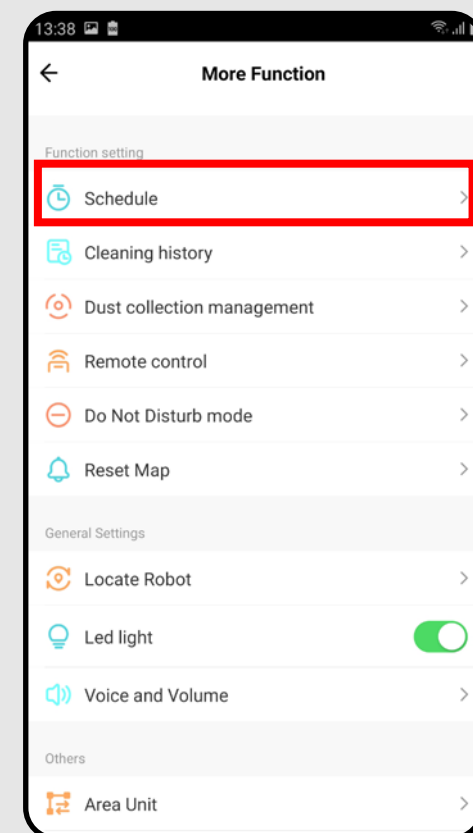 13:38
More Function
Function setting
Schedule
Cleaning history
Dust collection management
Remote control
Do Not Disturb mode
Reset Map
General Settings
Locate Robot
Led light
Voice and Volume
Others
Area Unit